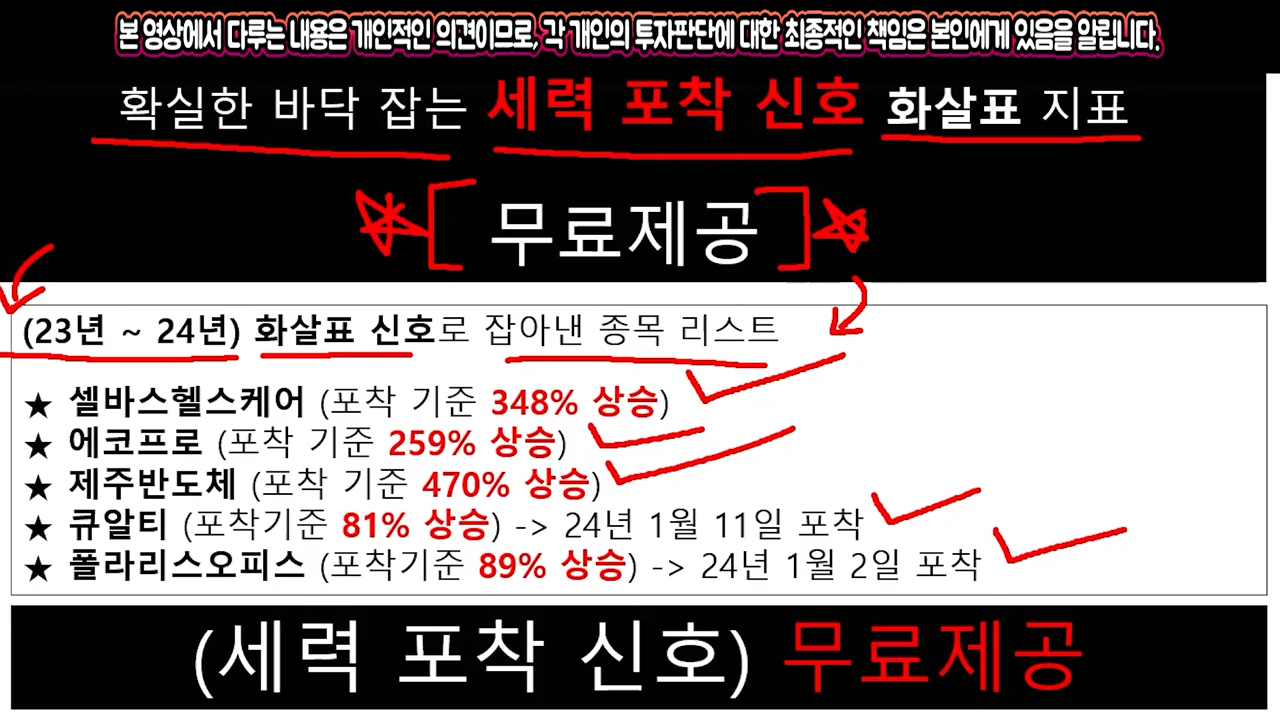 본 영상에서 다루는 내용은 개인적인 의견이므로, 각 개인의 투자판단에 대한 최종적인 책임은 본인에게 있음을 알립니다.
확실한 바닥 잡는 세력 포착 신호 화살표 지표
[ 무료제공 ]
(23년 ~ 24년) 화살표 신호로 잡아낸 종목 리스트
★ 셀바스헬스케어 (포착 기준 348% 상승)
★ 에코프로 (포착 기준 259% 상승)
★ 제주반도체 (포착 기준 470% 상승)
★ 큐알티 (포착기준 81% 상승) -> 24년 1월 11일 포착
★ 폴라리스오피스 (포착기준 89% 상승) -> 24년 1월 2일 포착
(세력 포착 신호) 무료제공